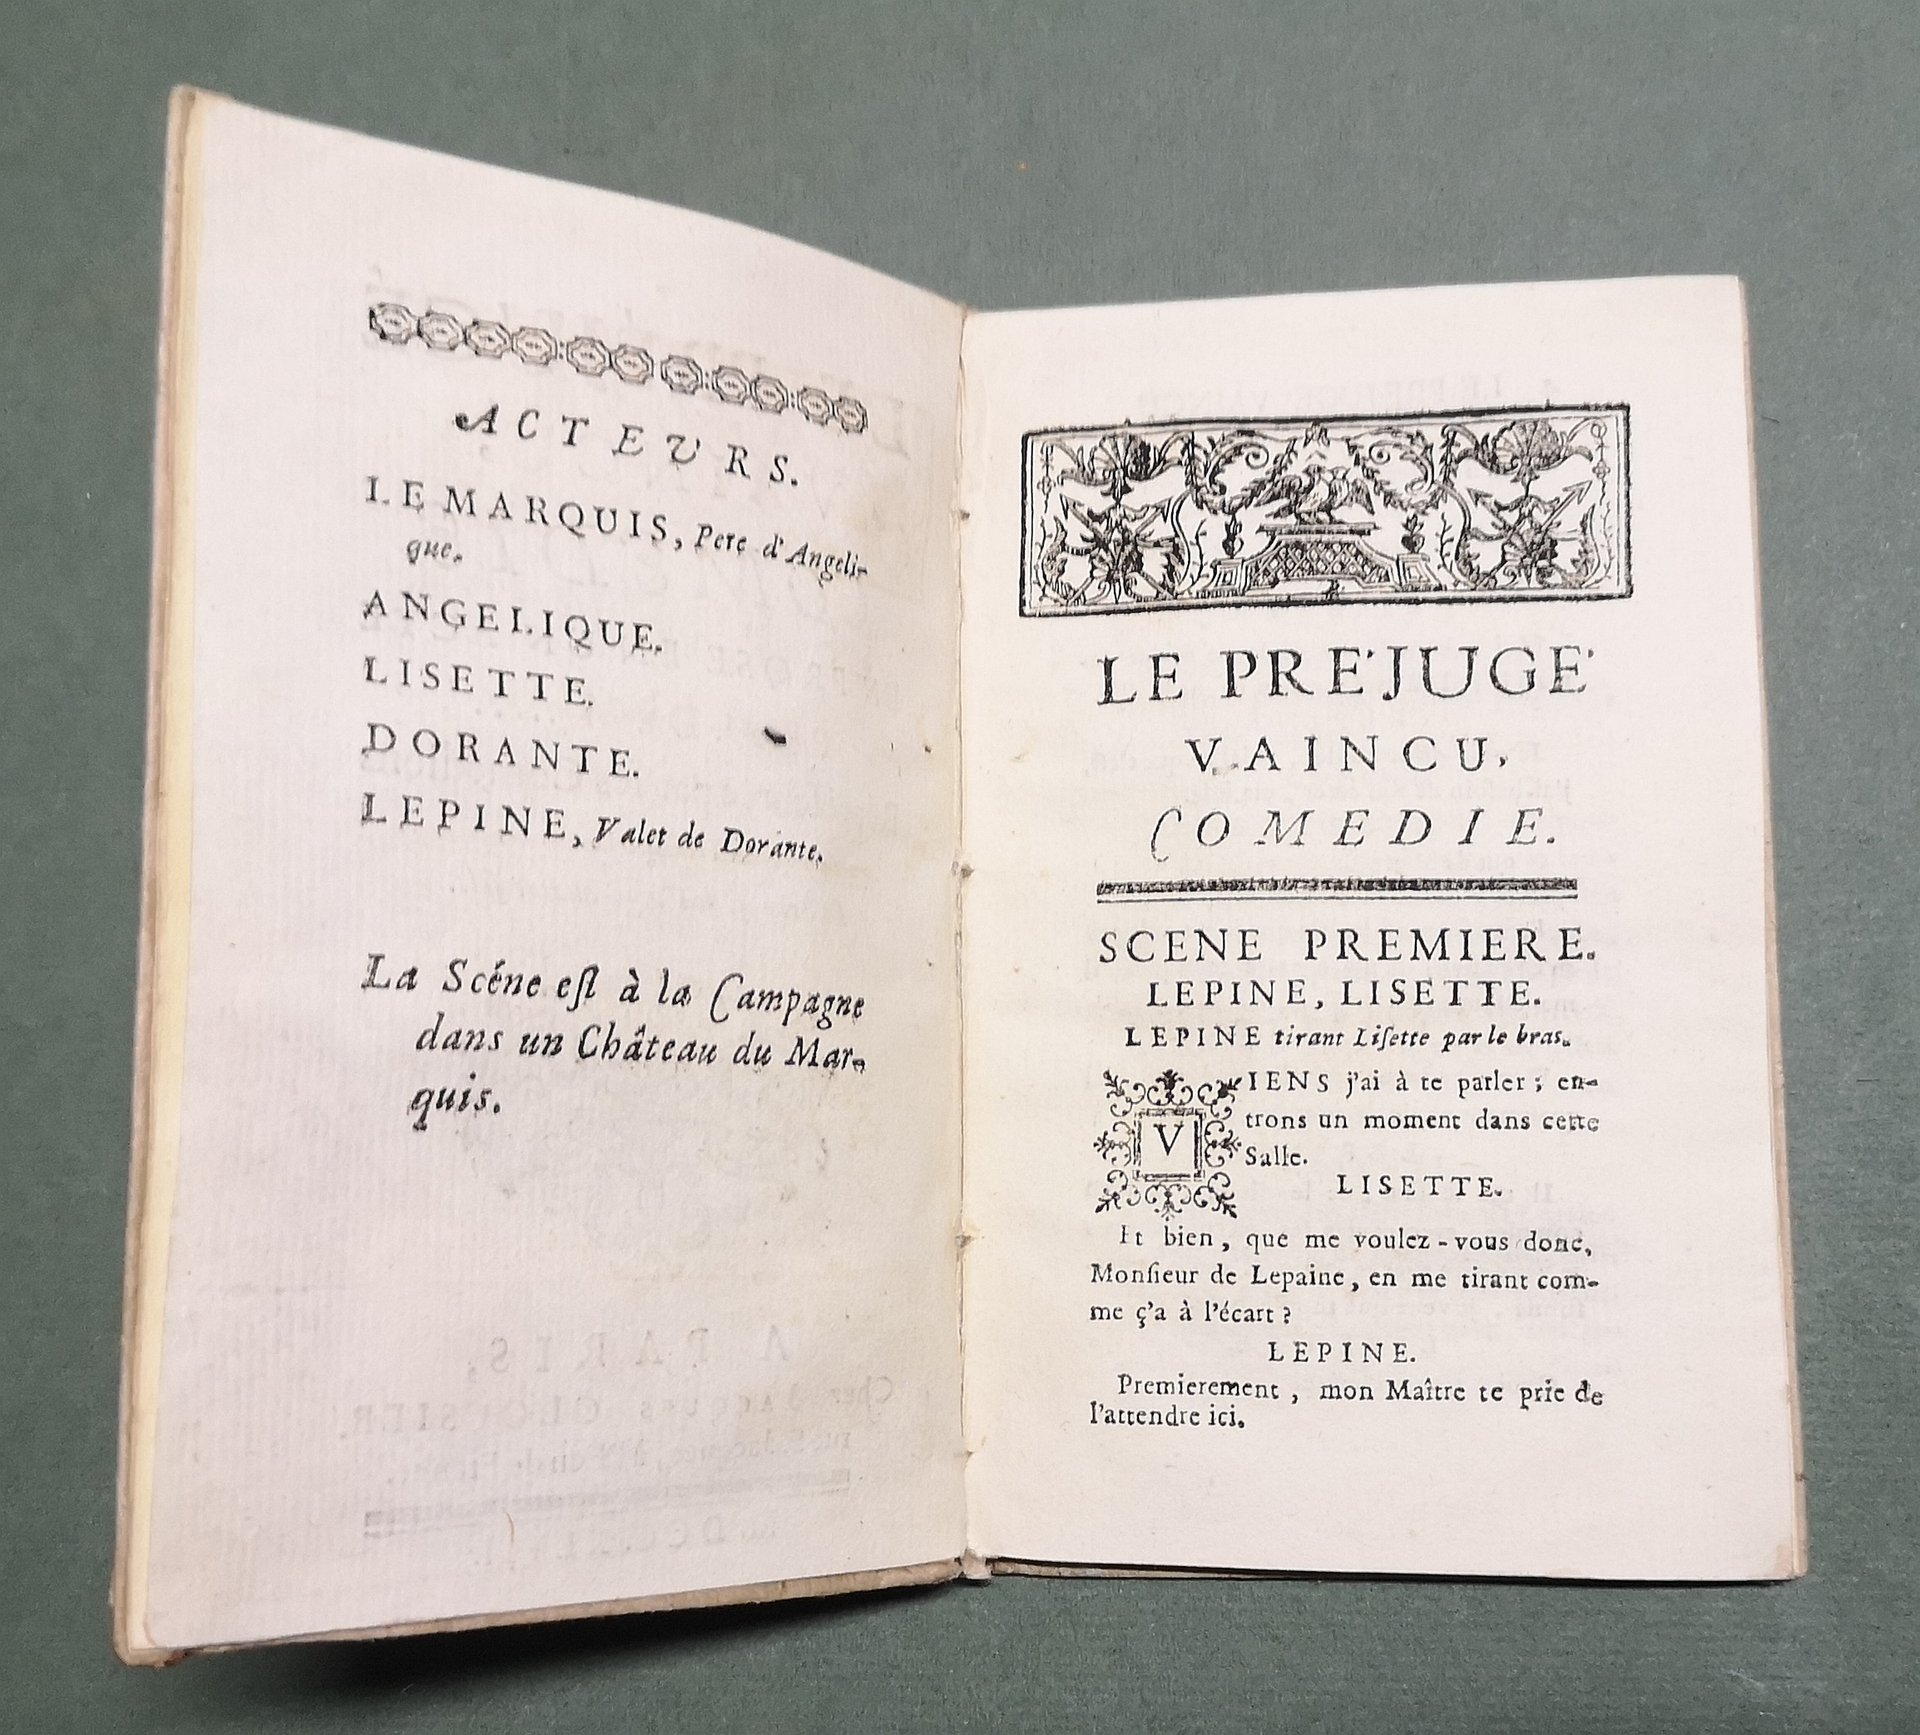 ACTEURS.
LE MARQUIS, Pere d'Angeli-
que.
ANGELIQUE.
LISETTE.
DORANTE.
LEPINE, Valet de Dorante.
La Scéne eſt à la Campagne
dans un Château du Mar-
quis.
LE PRE'JUGE'
VAINCU,
COMEDIE.
SCENE PREMIERE.
LEPINE, LISETTE.
LEPINE tirant Liſette par le bras.
VIENS j'ai à te parler; en-
trons un moment dans cette
Salle.
LISETTE.
Et bien, que me voulez-vous donc,
Monſieur de Lepaine, en me tirant com-
me ç'a à l'écart?
LEPINE.
Premierement, mon Maître te prie de
l'attendre ici.